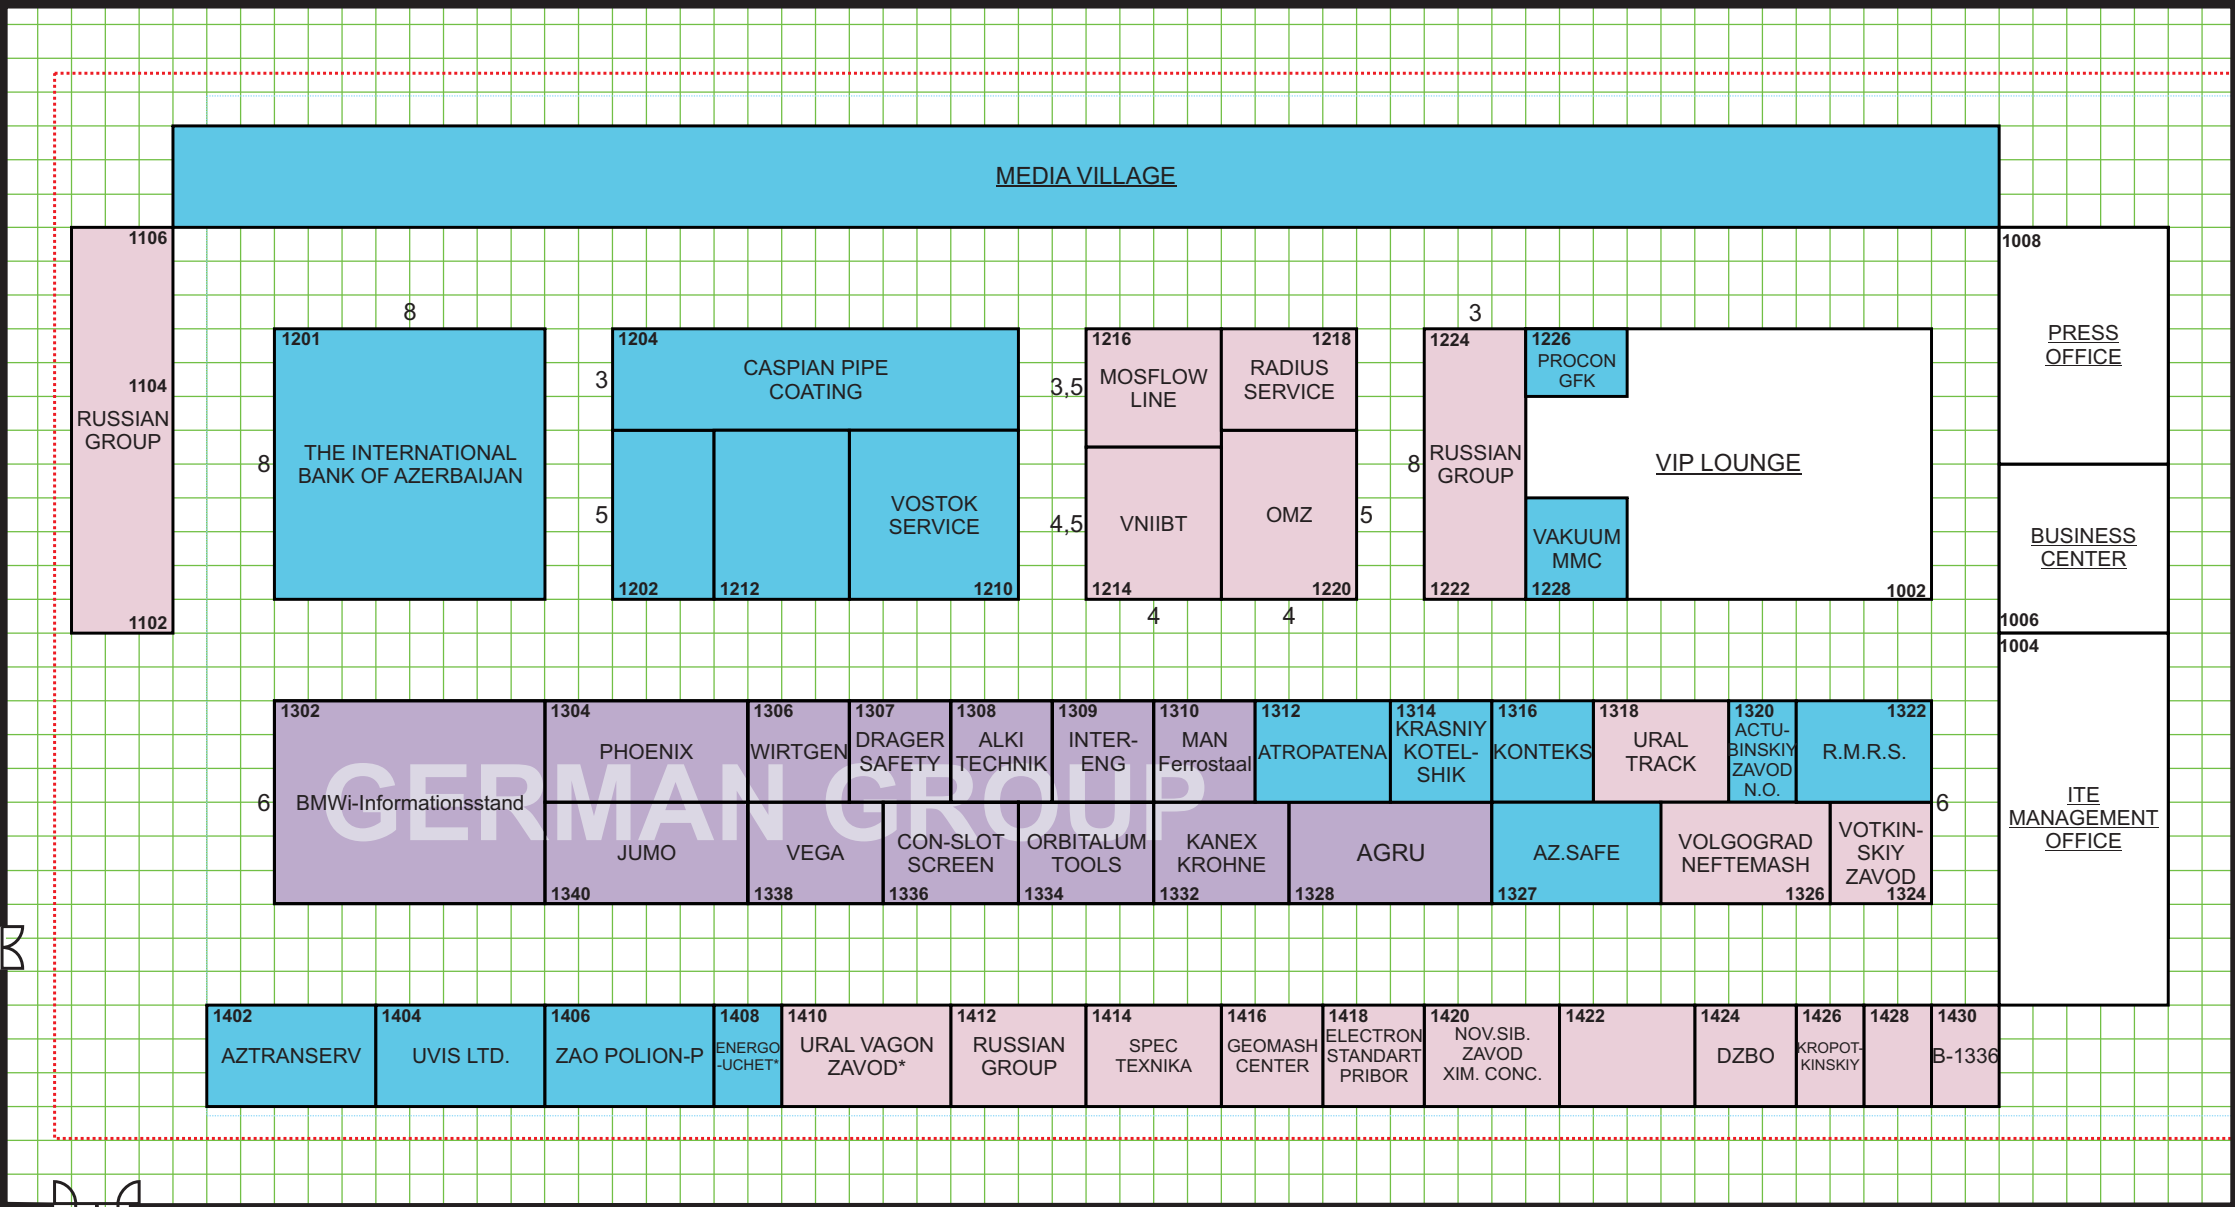 MEDIA VILLAGE
1106
1104
RUSSIAN
GROUP
1102
8
1201
8
THE INTERNATIONAL
BANK OF AZERBAIJAN
1204
3
CASPIAN PIPE
COATING
5
1202
1212
VOSTOK
SERVICE
1210
1216
3,5
MOSFLOW
LINE
1218
RADIUS
SERVICE
4,5
VNIIBT
1214
4
OMZ
5
1220
4
3
1224
8
RUSSIAN
GROUP
1222
1226
PROCON
GFK
VIP LOUNGE
VAKUUM
MMC
1228
1002
1008
PRESS
OFFICE
BUSINESS
CENTER
1006
1004
ITE
MANAGEMENT
OFFICE
GERMAN GROUP
1302
6
BMWi-Informationsstand
1304
PHOENIX
1306
WIRTGEN
1307
DRAGER
SAFETY
1308
ALKI
TECHNIK
1309
INTER-
ENG
1310
MAN
Ferrostaal
1312
ATROPATENA
1314
KRASNIY
KOTEL-
SHIK
1316
KONTEKS
1318
URAL
TRACK
1320
ACTU-
BINSKIY
ZAVOD
N.O.
1322
R.M.R.S.
6
JUMO
1340
VEGA
1338
CON-SLOT
SCREEN
1336
ORBITALUM
TOOLS
1334
KANEX
KROHNE
1332
AGRU
1328
AZ.SAFE
1327
VOLGOGRAD
NEFTEMASH
1326
VOTKIN-
SKIY
ZAVOD
1324
1402
AZTRANSERV
1404
UVIS LTD.
1406
ZAO POLION-P
1408
ENERGO
-UCHET*
1410
URAL VAGON
ZAVOD*
1412
RUSSIAN
GROUP
1414
SPEC
TEXNIKA
1416
GEOMASH
CENTER
1418
ELECTRON
STANDART
PRIBOR
1420
NOV.SIB.
ZAVOD
XIM. CONC.
1422
1424
DZBO
1426
KROPOT-
KINSKIY
1428
1430
B-1336